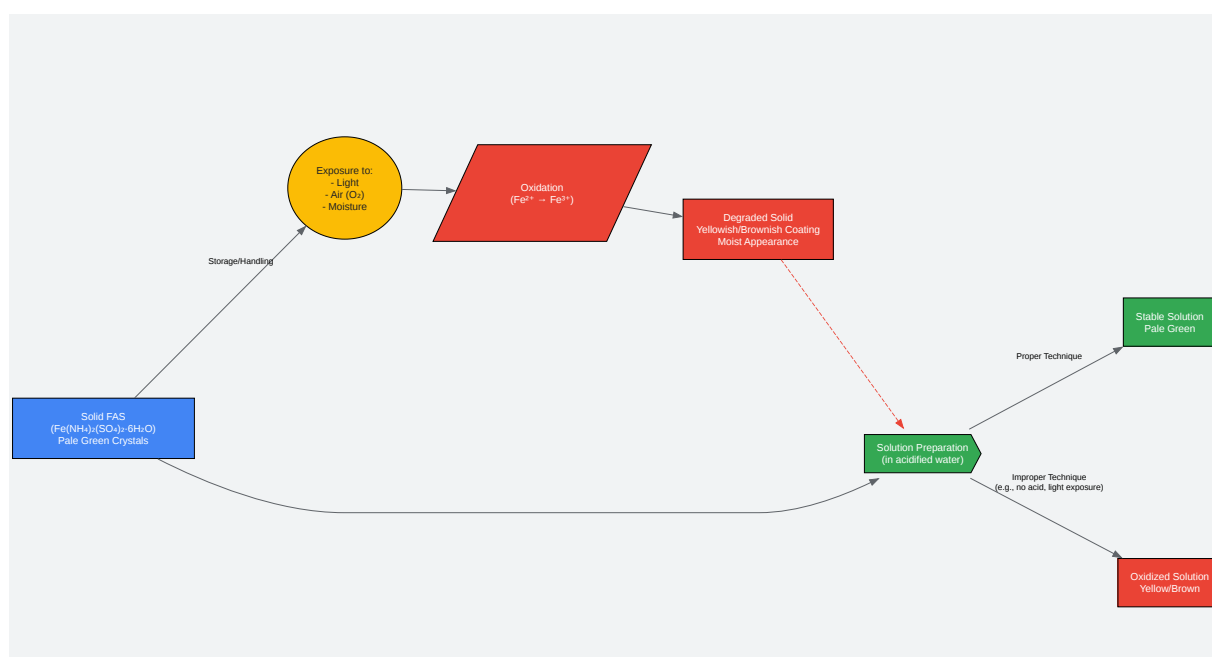 Exposure to:
- Light
- Air (O₂)
- Moisture
Oxidation
(Fe²⁺ → Fe³⁺)
Degraded Solid
Yellowish/Brownish Coating
Moist Appearance
Storage/Handling
Stable Solution
Pale Green
Proper Technique
Solid FAS
(Fe(NH₄)₂(SO₄)₂·6H₂O)
Pale Green Crystals
Solution Preparation
(in acidified water)
Improper Technique
(e.g., no acid, light exposure)
Oxidized Solution
Yellow/Brown